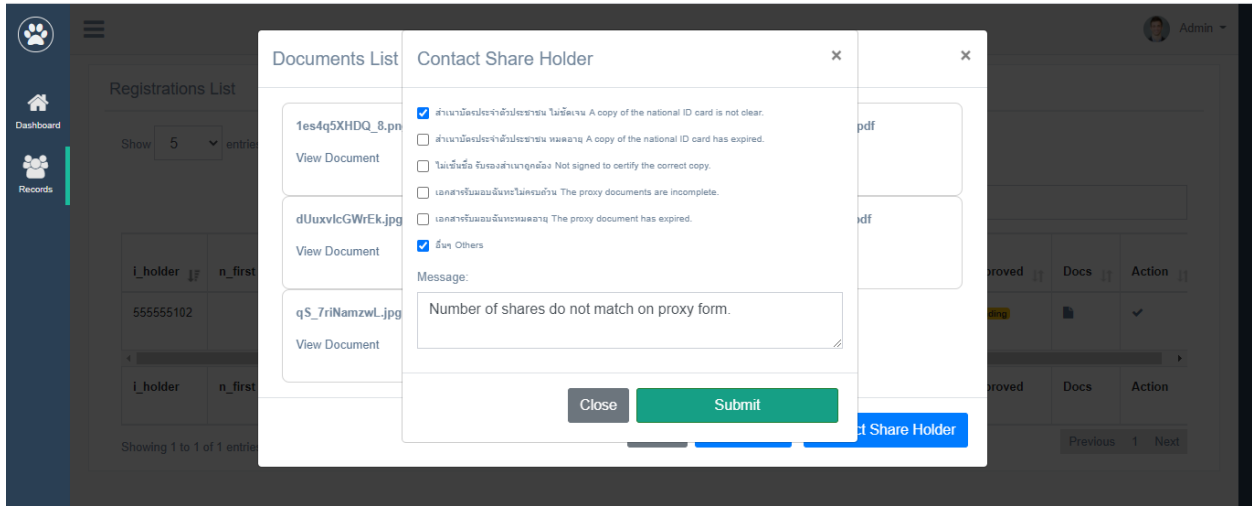 Admin
Dashboard
Records
Registrations List
Show 5 entries
i_holder n_first
555555102
i_holder n_first
Showing 1 to 1 of 1 entries
Documents List
×
1es4q5XHDQ_8.pn
View Document
dUuxvIcGWrEk.jpg
View Document
qS_7riNamzwL.jpg
View Document
pdf
Contact Share Holder ×
สำเนาบัตรประจำตัวประชาชน ไม่ชัดเจน A copy of the national ID card is not clear.
สำเนาบัตรประจำตัวประชาชน หมดอายุ A copy of the national ID card has expired.
ไม่เซ็นชื่อ รับรองสำเนาถูกต้อง Not signed to certify the correct copy.
เอกสารรับมอบฉันทะไม่ครบถ้วน The proxy documents are incomplete.
เอกสารรับมอบฉันทะหมดอายุ The proxy document has expired.
อื่นๆ Others
Message:
Number of shares do not match on proxy form.
Close Submit
Share Holder
Docs Action
Docs Action
Previous 1 Next